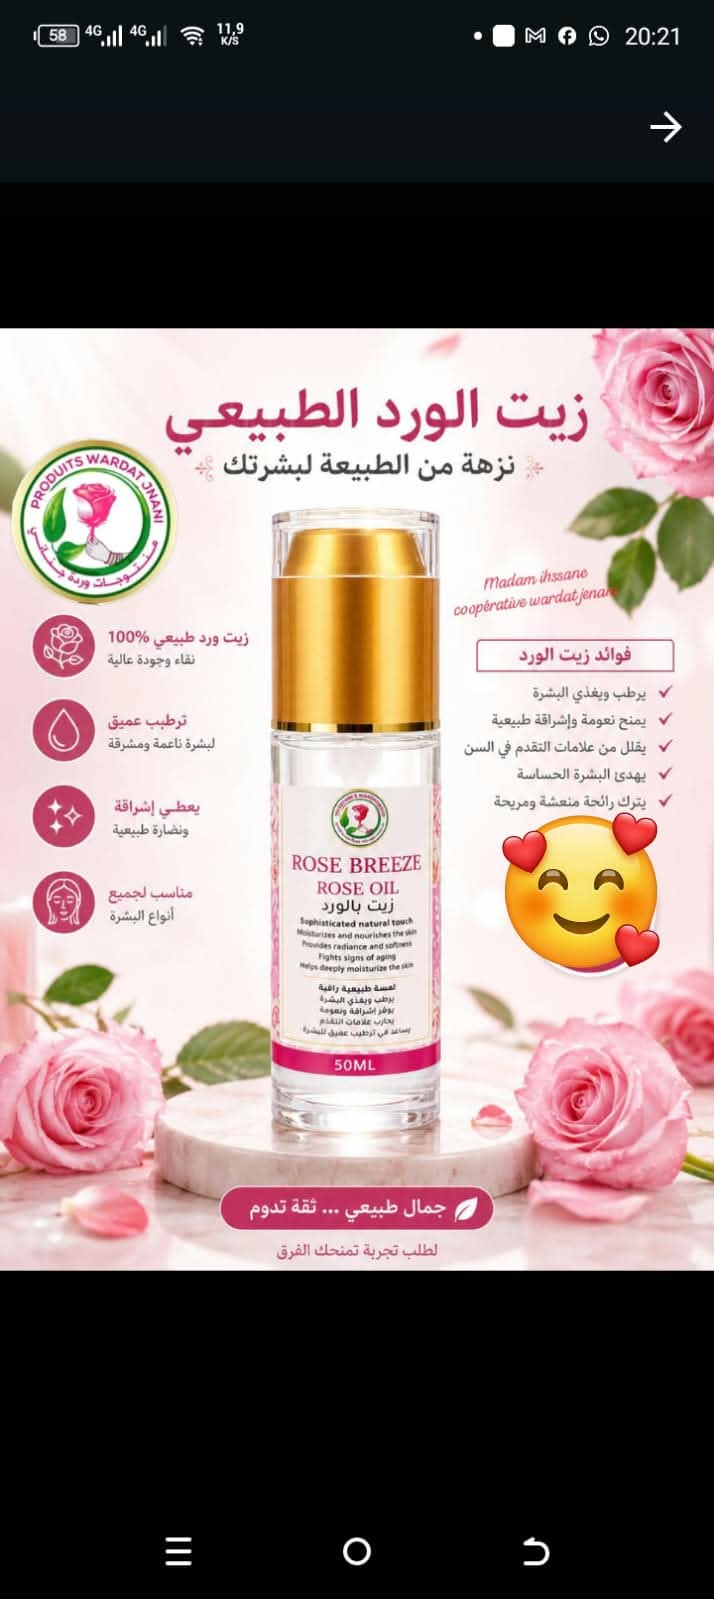 58 4G 4G 11,9 K/S 20:21
زيت الورد الطبيعي
نزهة من الطبيعة لبشرتك
PRODUITS WARDAT JNANI
منتوجات وردة جناني
Madam ihssane
coopérative wardat jenan
زيت ورد طبيعي 100%
نقاء وجودة عالية
ترطبب عميق
لبشرة ناعمة ومشرقة
يعطي إشراقة
ونضارة طبيعية
مناسب لجميع
أنواع البشرة
فوائد زيت الورد
يرطب ويغذي البشرة
يمنح نعومة وإشراقة طبيعية
يقلل من علامات التقدم في السن
يهدئ البشرة الحساسة
يترك رائحة منعشة ومريحة
ROSE BREEZE
ROSE OIL
زيت بالورد
Sophisticated natural touch
Moisturizes and nourishes the skin
Provides radiance and softness
Fights signs of aging
Helps deeply moisturize the skin
لمسة طبيعية راقية
يرطب ويغذي البشرة
يوفر إشراقة ونعومة
يحارب علامات التقدم
يساعد في ترطيب عميق للبشرة
50ML
جمال طبيعي ... ثقة تدوم
لطلب تجربة تمنحك الفرق